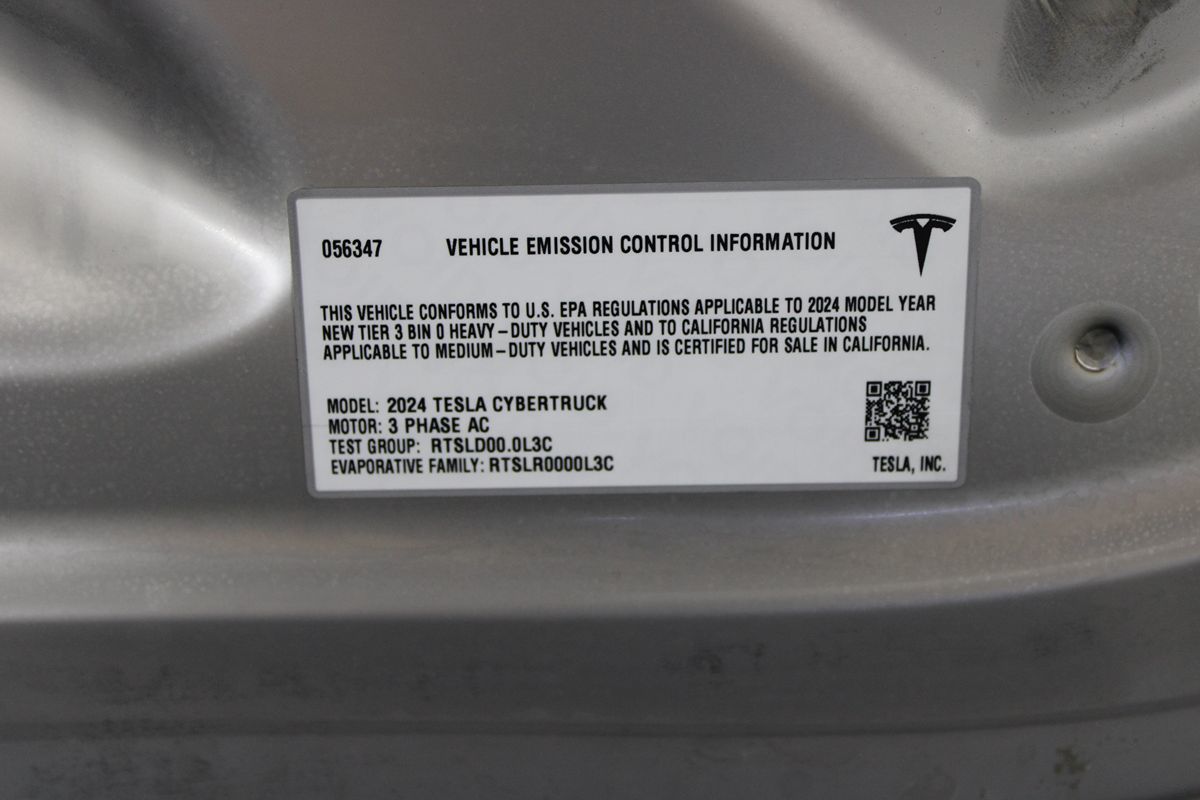 056347 VEHICLE EMISSION CONTROL INFORMATION
THIS VEHICLE CONFORMS TO U.S. EPA REGULATIONS APPLICABLE TO 2024 MODEL YEAR
NEW TIER 3 BIN 0 HEAVY–DUTY VEHICLES AND TO CALIFORNIA REGULATIONS
APPLICABLE TO MEDIUM–DUTY VEHICLES AND IS CERTIFIED FOR SALE IN CALIFORNIA.
MODEL: 2024 TESLA CYBERTRUCK
MOTOR: 3 PHASE AC
TEST GROUP: RTSLD00.0L3C
EVAPORATIVE FAMILY: RTSLR0000L3C
TESLA, INC.